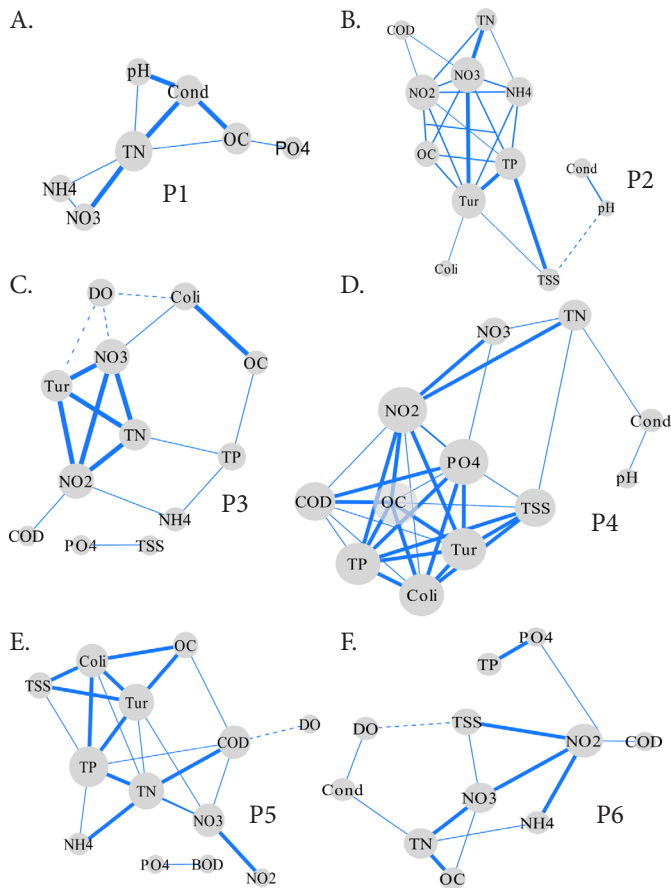 A.
pH
Cond
TN
OC
PO4
NH4
NO3
P1
B.
TN
COD
NO3
NO2
NH4
OC
TP
Cond
P2
Tur
pH
Coli
TSS
C.
DO
Coli
NO3
OC
Tur
TN
TP
NO2
P3
NH4
COD
PO4
TSS
D.
TN
NO3
NO2
Cond
PO4
pH
COD
OC
TSS
P4
Tur
TP
Coli
E.
OC
Coli
TSS
Tur
DO
COD
TP
TN
NO3
P5
NH4
PO4
BOD
NO2
F.
PO4
TP
DO
TSS
NO2
COD
Cond
NO3
NH4
P6
TN
OC